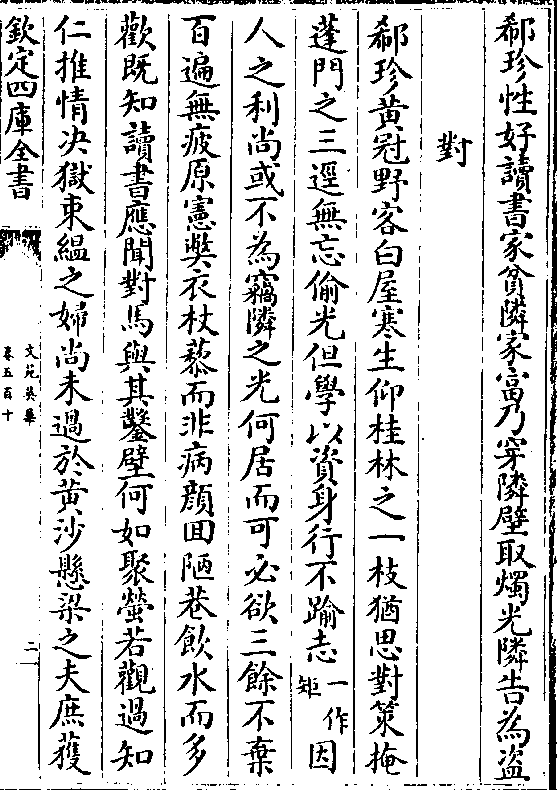 郗珍性好讀書家貧隣家富乃穿隣壁取燭光隣告為盜
對
郗珍黄冠野客白屋寒生仰桂林之一枝猶思對策掩
蓬門之三逕無忘偷光但學以資身行不踰志一作矩因
人之利尚或不為竊隣之光何居而可必欲三餘不棄
百遍無疲原憲獘衣杖藜而非病顔回陋巷飲水而多
歡既知讀書應聞對馬與其鑿壁何如聚螢若觀過知
仁推情决獄束緼之婦尚未過於黄沙懸梁之夫庶獲
欽定四庫全書
文苑英華
卷五百十
二